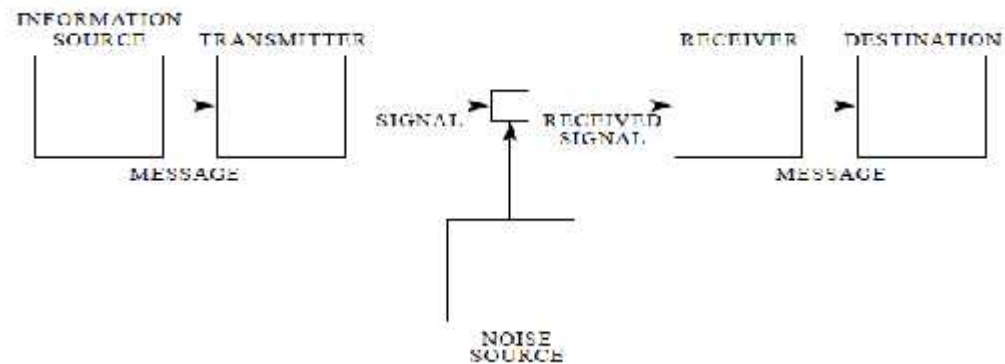 INFORMATION
SOURCE
TRANSMITTER
RECEIVER
DESTINATION
SIGNAL
RECEIVED
SIGNAL
MESSAGE
MESSAGE
NOISE
SOURCE